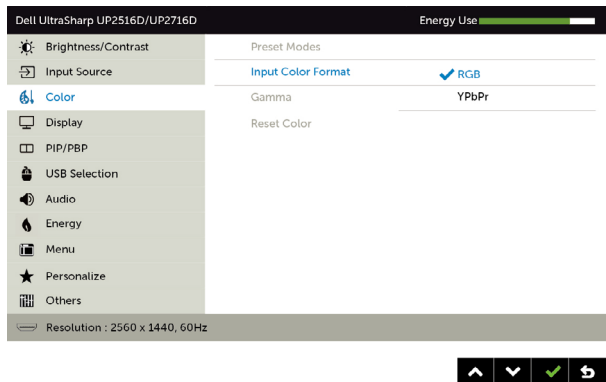 Dell UltraSharp UP2516D/UP2716D Energy Use
Brightness/Contrast Preset Modes
Input Source Input Color Format RGB
Color Gamma YPbPr
Display Reset Color
PIP/PBP
USB Selection
Audio
Energy
Menu
Personalize
Others
Resolution : 2560 x 1440, 60Hz